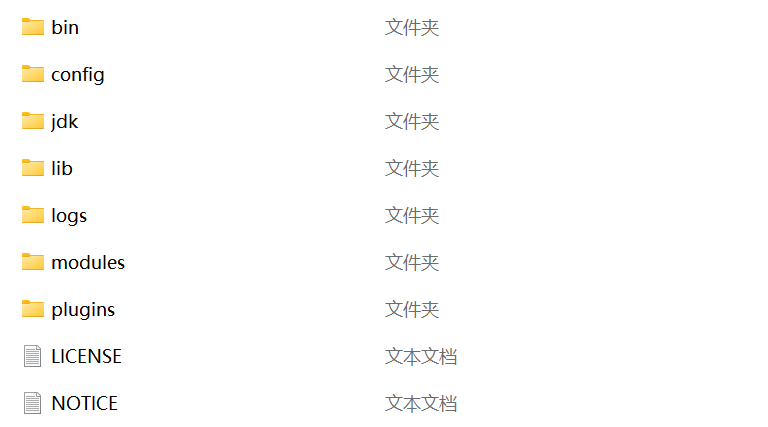 bin 文件夹
config 文件夹
jdk 文件夹
lib 文件夹
logs 文件夹
modules 文件夹
plugins 文件夹
LICENSE 文本文档
NOTICE 文本文档